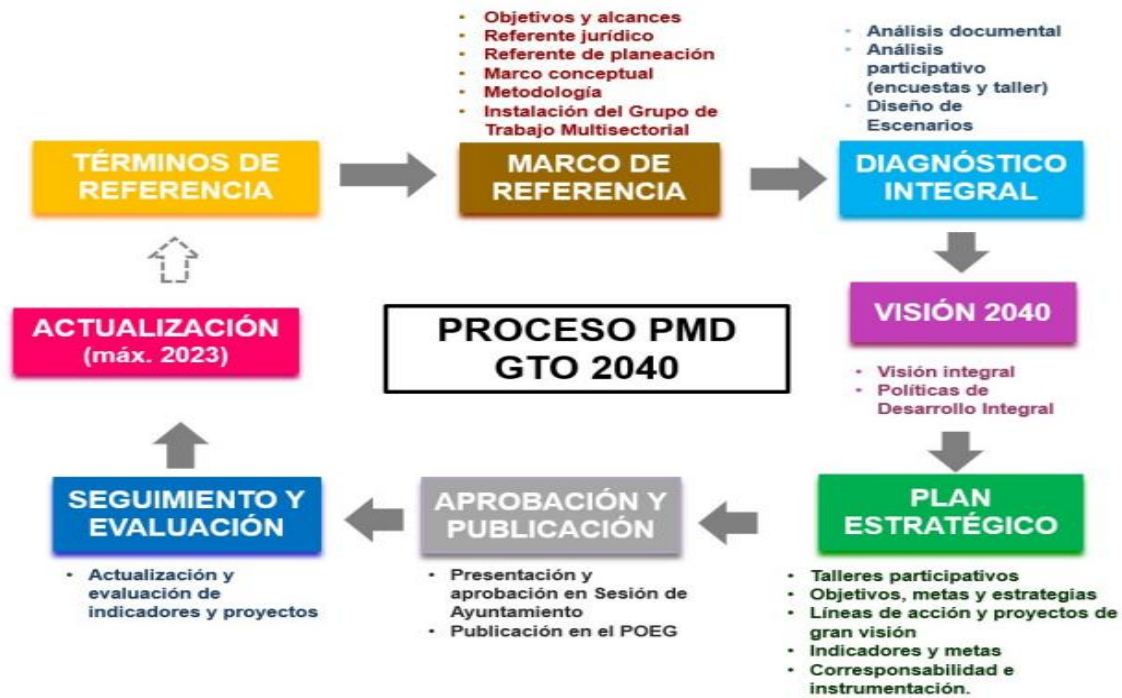 TÉRMINOS DE
REFERENCIA
• Objetivos y alcances
• Referente jurídico
• Referente de planeación
• Marco conceptual
• Metodología
• Instalación del Grupo de
Trabajo Multisectorial
MARCO DE
REFERENCIA
• Análisis documental
• Análisis
participativo
(encuestas y taller)
• Diseño de
Escenarios
DIAGNÓSTICO
INTEGRAL
VISIÓN 2040
• Visión integral
• Políticas de
Desarrollo Integral
PLAN
ESTRATÉGICO
• Talleres participativos
• Objetivos, metas y estrategias
• Líneas de acción y proyectos de
gran visión
• Indicadores y metas
• Corresponsabilidad e
instrumentación.
APROBACIÓN Y
PUBLICACIÓN
• Presentación y
aprobación en Sesión de
Ayuntamiento
• Publicación en el POEG
SEGUIMIENTO Y
EVALUACIÓN
• Actualización y
evaluación de
indicadores y proyectos
ACTUALIZACIÓN
(máx. 2023)
PROCESO PMD
GTO 2040